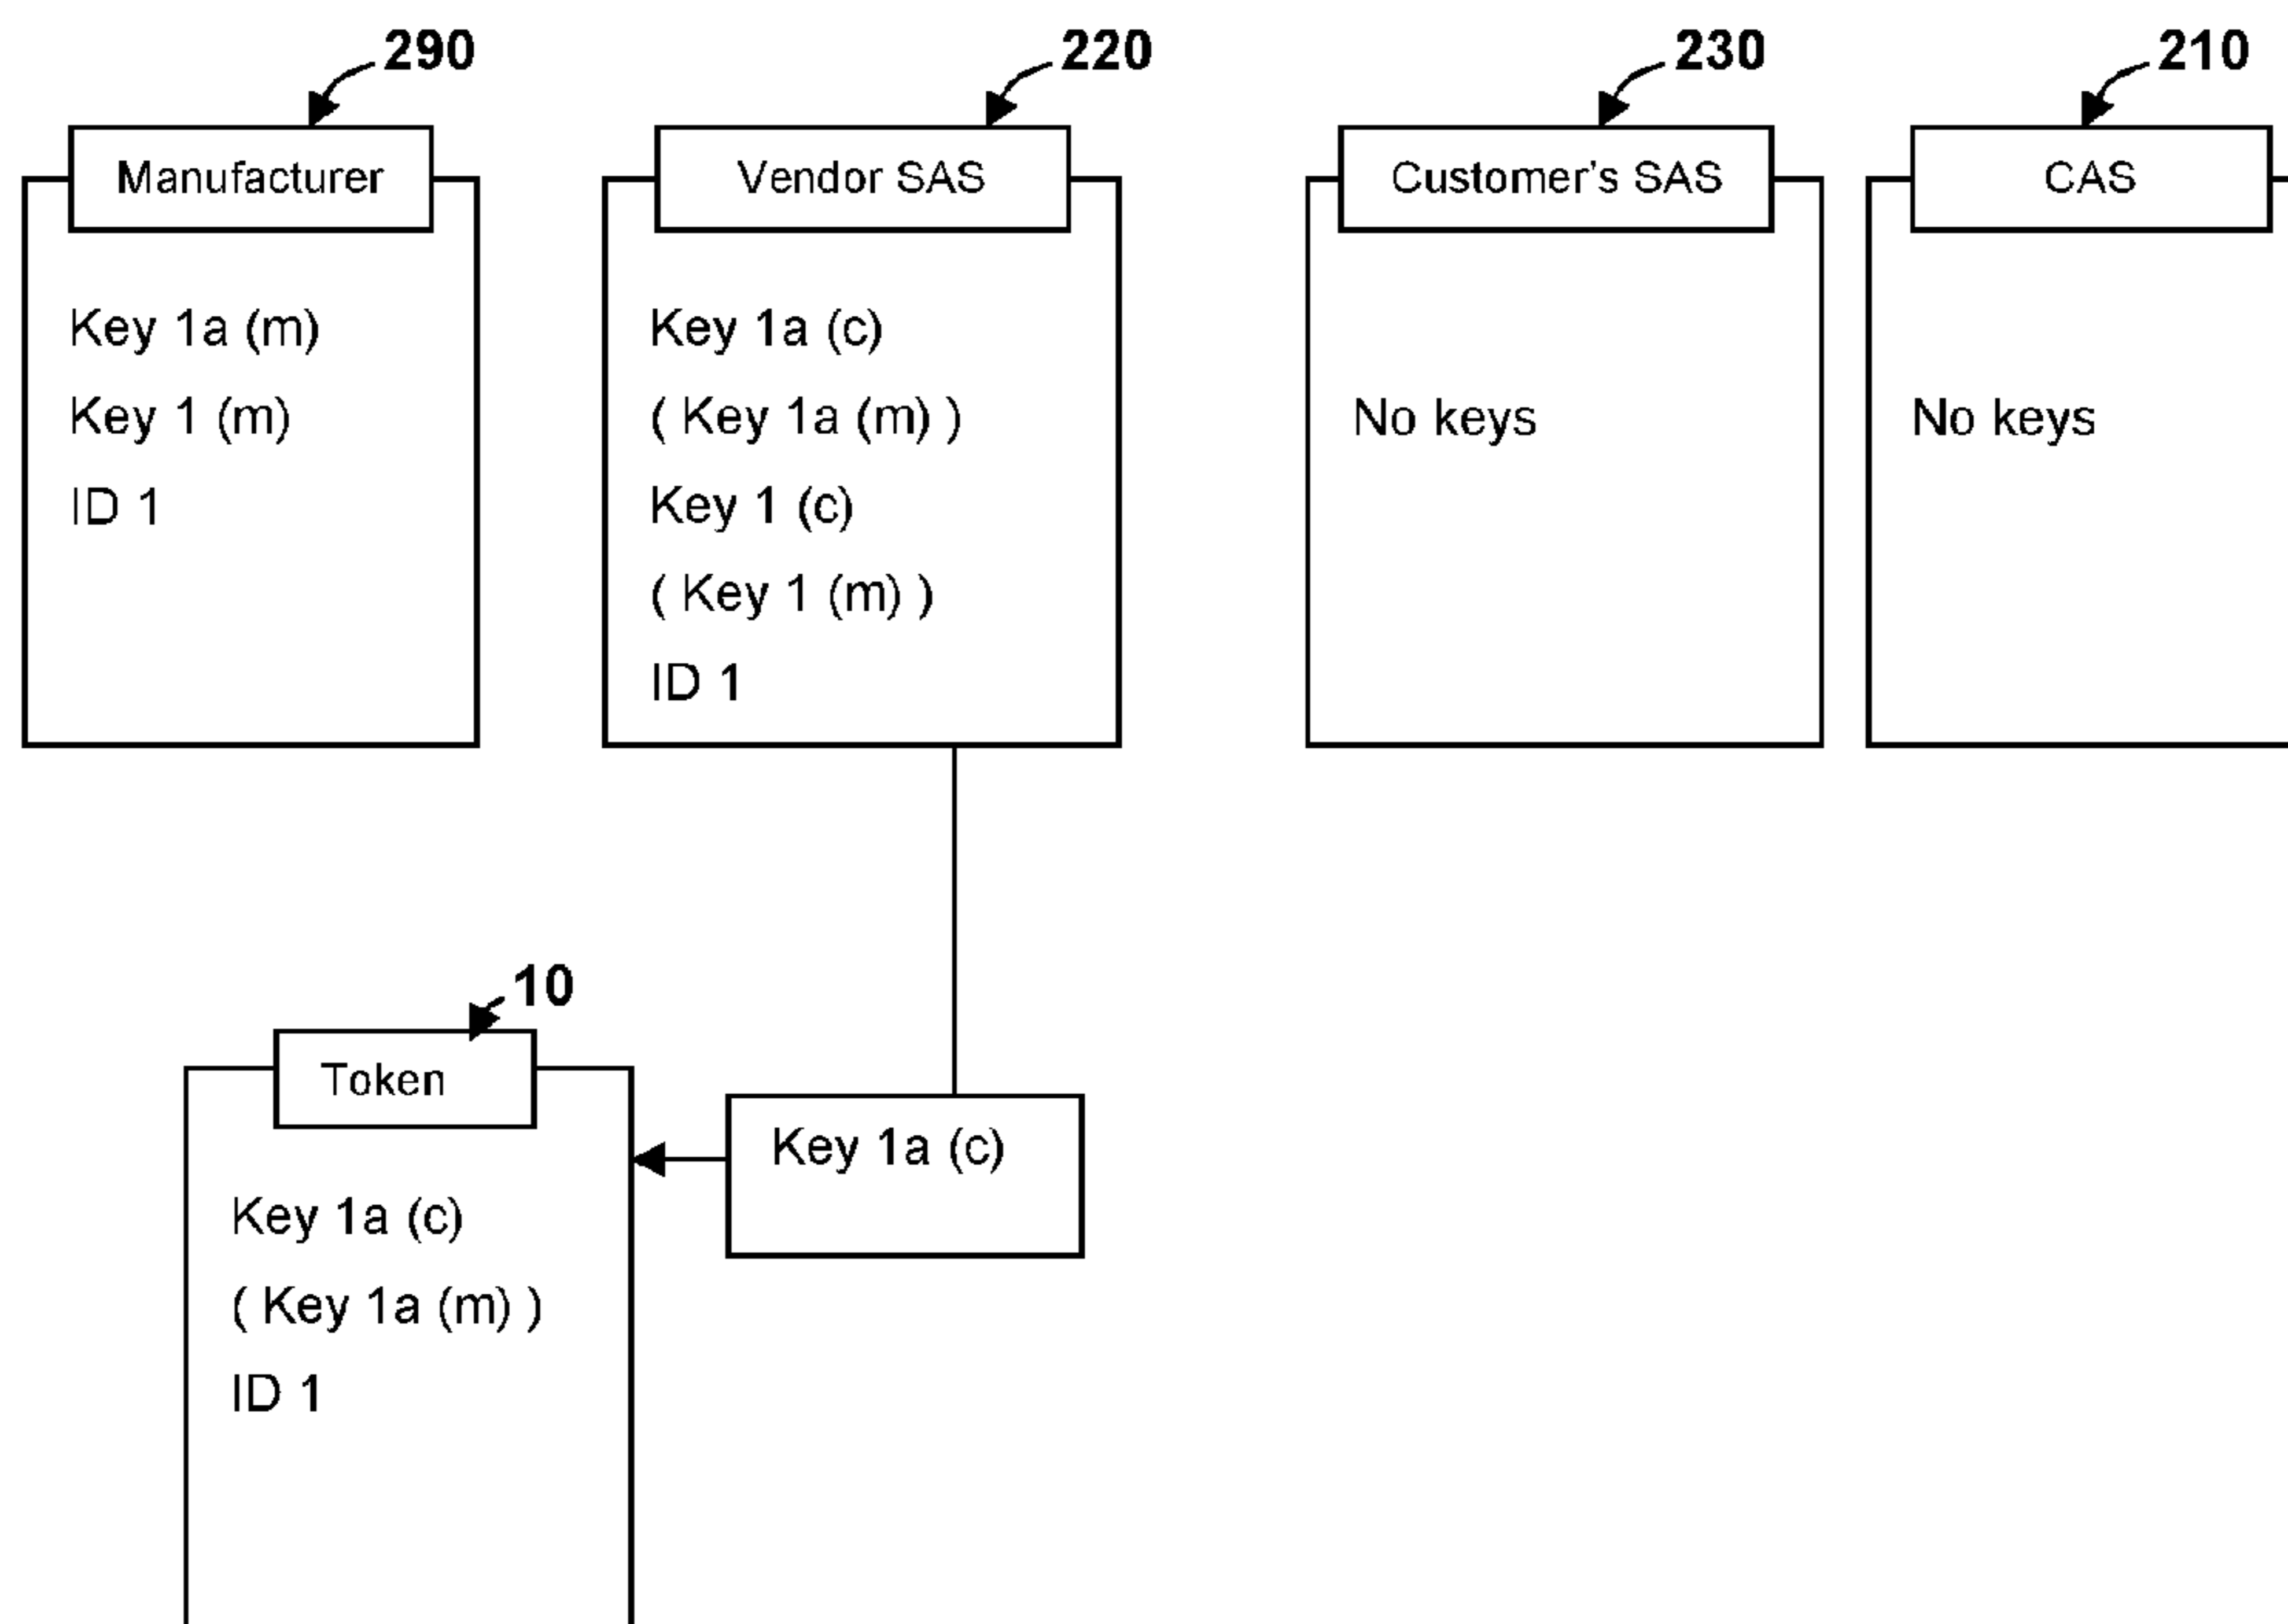 290
220
230
210
Manufacturer
Vendor SAS
Customer's SAS
CAS
Key 1a (m)
Key 1 (m)
ID 1
Key 1a (c)
( Key 1a (m) )
Key 1 (c)
( Key 1 (m) )
ID 1
No keys
No keys
10
Token
Key 1a (c)
Key 1a (c)
( Key 1a (m) )
ID 1